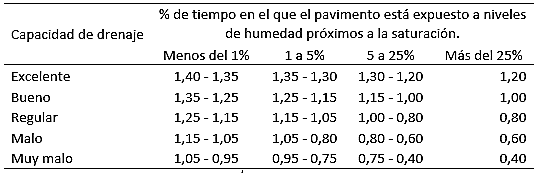 % de tiempo en el que el pavimento está expuesto a niveles
de humedad próximos a la saturación.
Capacidad de drenaje
Menos del 1% 1 a 5% 5 a 25% Más del 25%
Excelente 1,40 - 1,35 1,35 - 1,30 1,30 - 1,20 1,20
Bueno 1,35 - 1,25 1,25 - 1,15 1,15 - 1,00 1,00
Regular 1,25 - 1,15 1,15 - 1,05 1,00 - 0,80 0,80
Malo 1,15 - 1,05 1,05 - 0,80 0,80 - 0,60 0,60
Muy malo 1,05 - 0,95 0,95 - 0,75 0,75 - 0,40 0,40